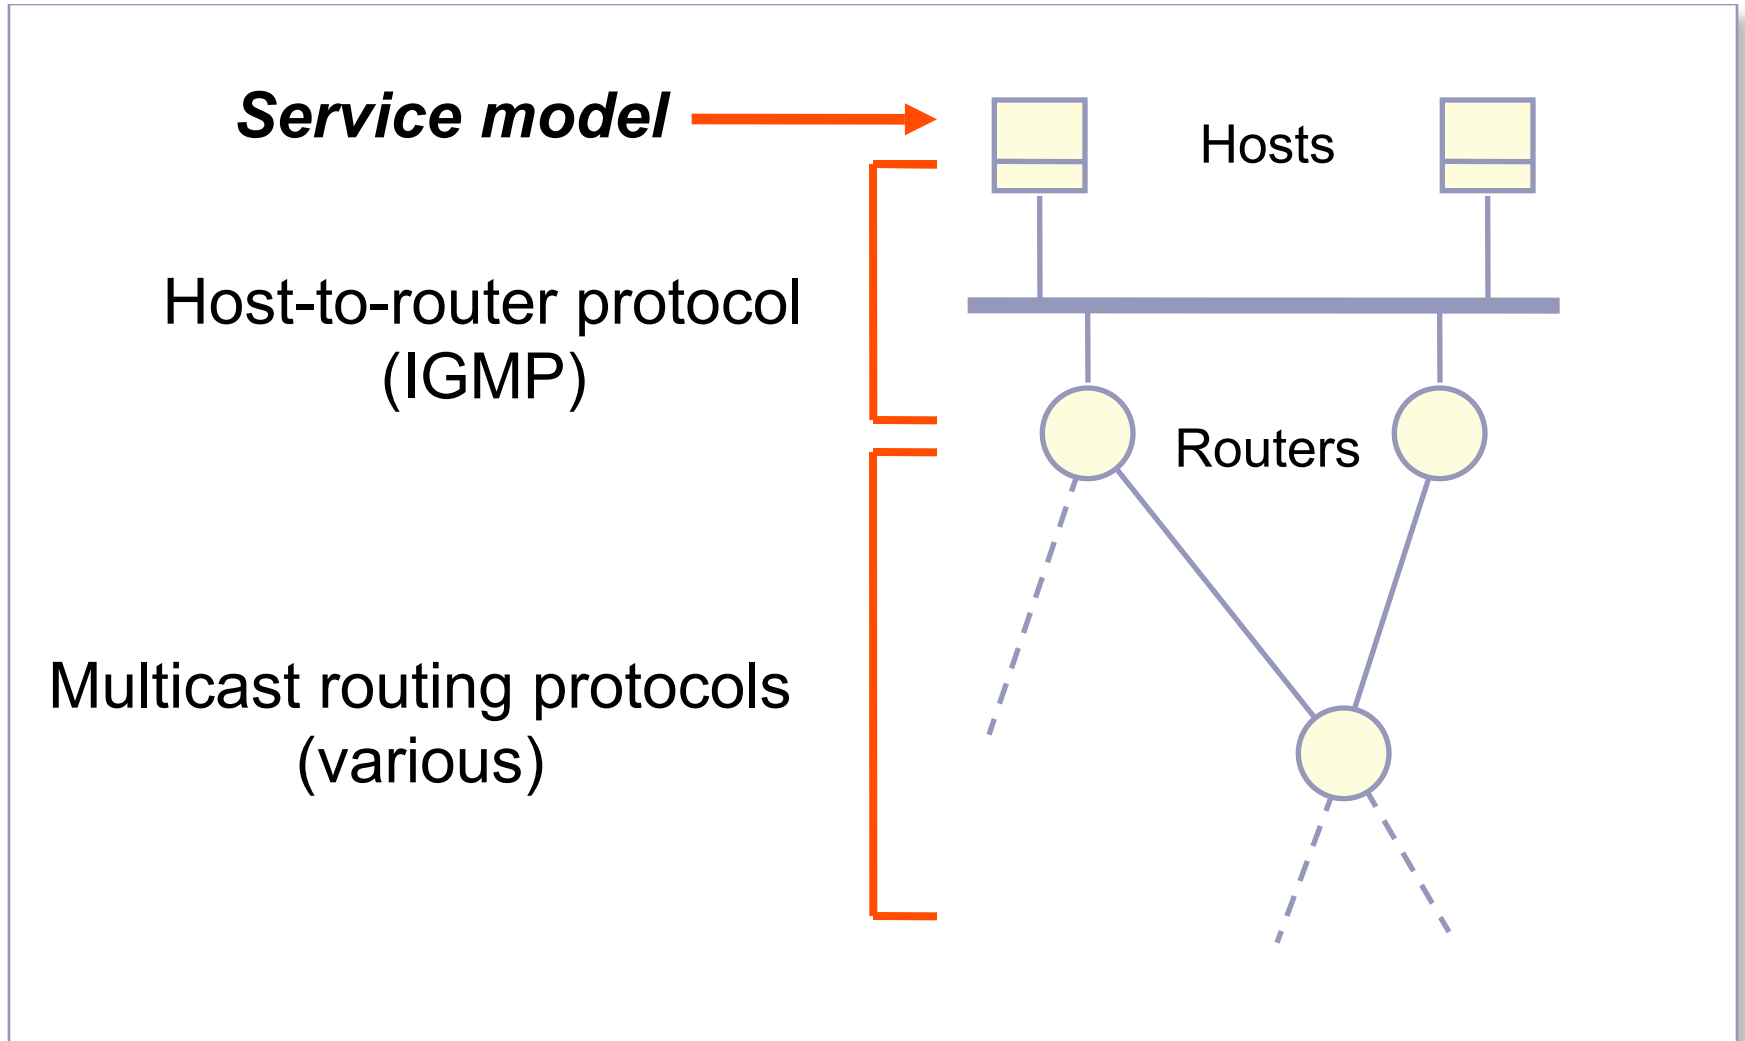 Service model
Hosts
Host-to-router protocol
(IGMP)
Routers
Multicast routing protocols
(various)